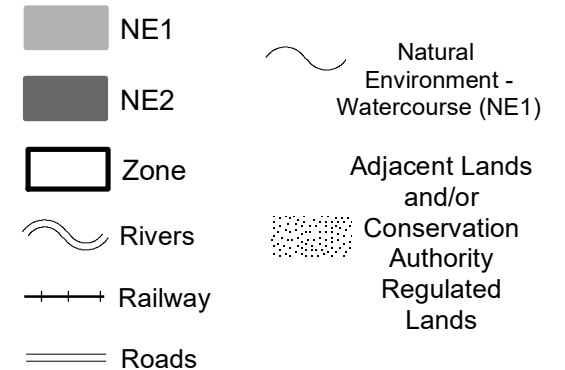 NE1
NE2
Zone
Rivers
Railway
Roads
Natural
Environment -
Watercourse (NE1)
Adjacent Lands
and/or
Conservation
Authority
Regulated
Lands